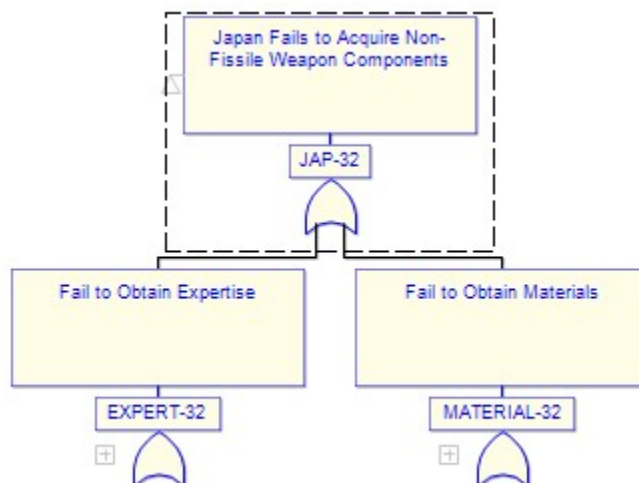 Japan Fails to Acquire Non-
Fissile Weapon Components
JAP-32
Fail to Obtain Expertise
Fail to Obtain Materials
EXPERT-32
MATERIAL-32